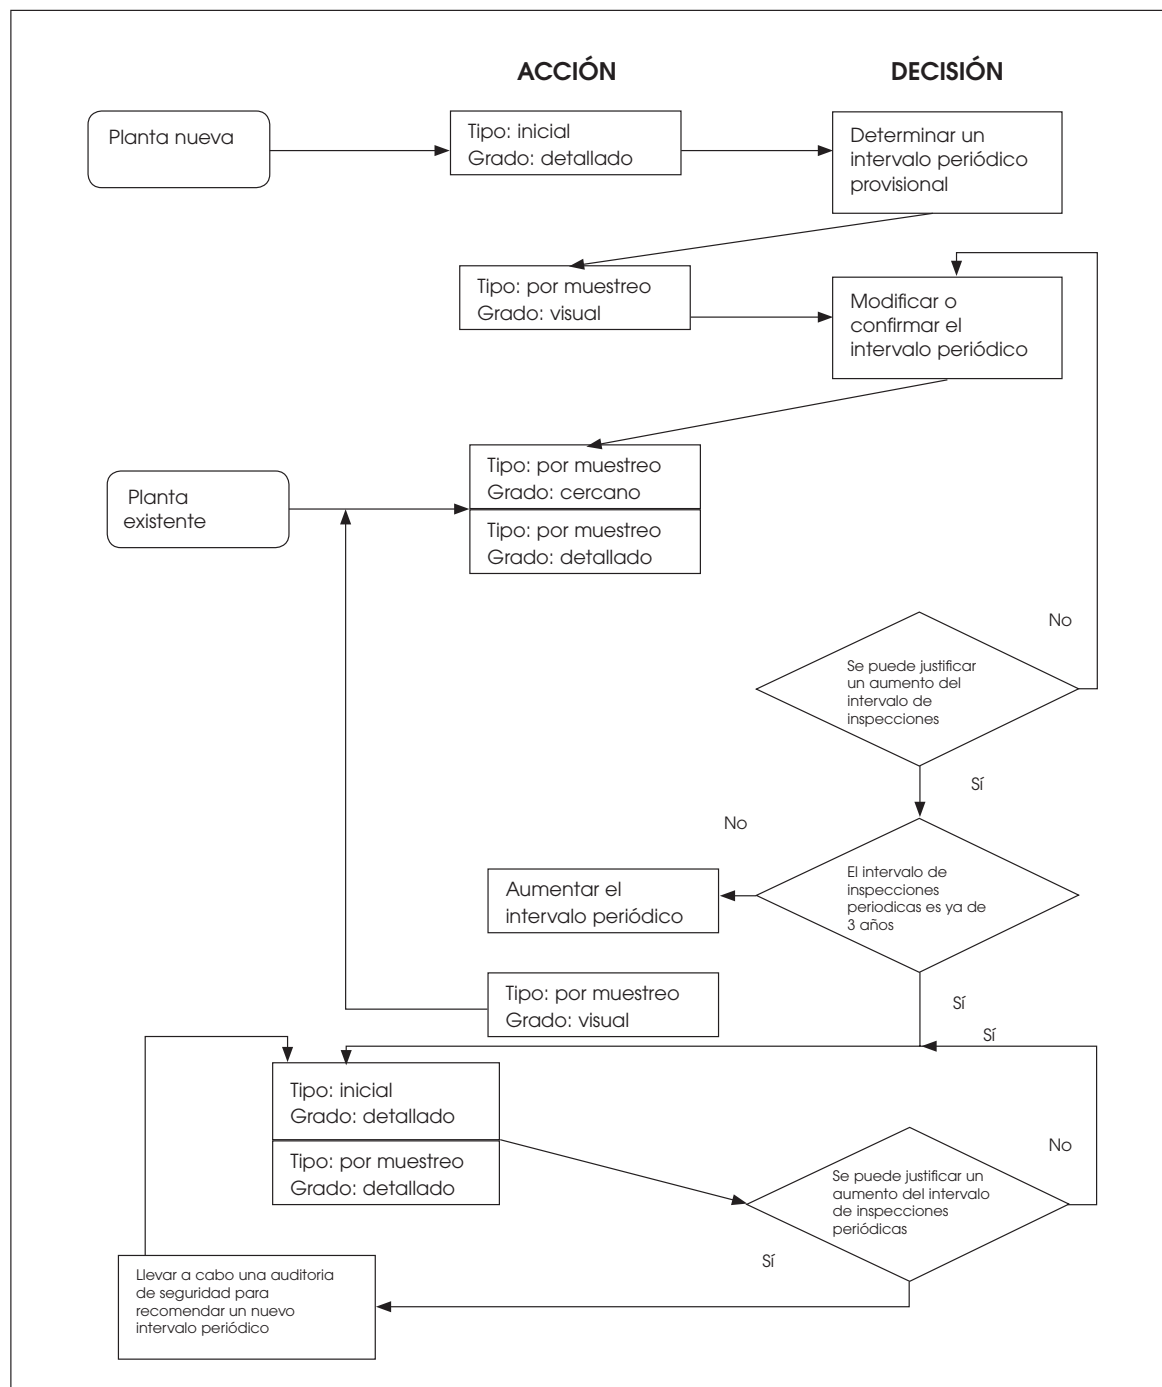 ACCIÓN
DECISIÓN
Planta nueva
Tipo: inicial
Grado: detallado
Determinar un
intervalo periódico
provisional
Tipo: por muestreo
Grado: visual
Modificar o
confirmar el
intervalo periódico
Tipo: por muestreo
Grado: cercano
Planta
existente
Tipo: por muestreo
Grado: detallado
No
Se puede justificar
un aumento del
intervalo de
inspecciones
Sí
No
Aumentar el
intervalo periódico
El intervalo de
inspecciones
periodicas es ya de
3 años
Tipo: por muestreo
Grado: visual
Sí
Sí
Tipo: inicial
Grado: detallado
Tipo: por muestreo
Grado: detallado
No
Se puede justificar un
aumento del intervalo
de inspecciones
periódicas
Sí
Llevar a cabo una auditoria
de seguridad para
recomendar un nuevo
intervalo periódico